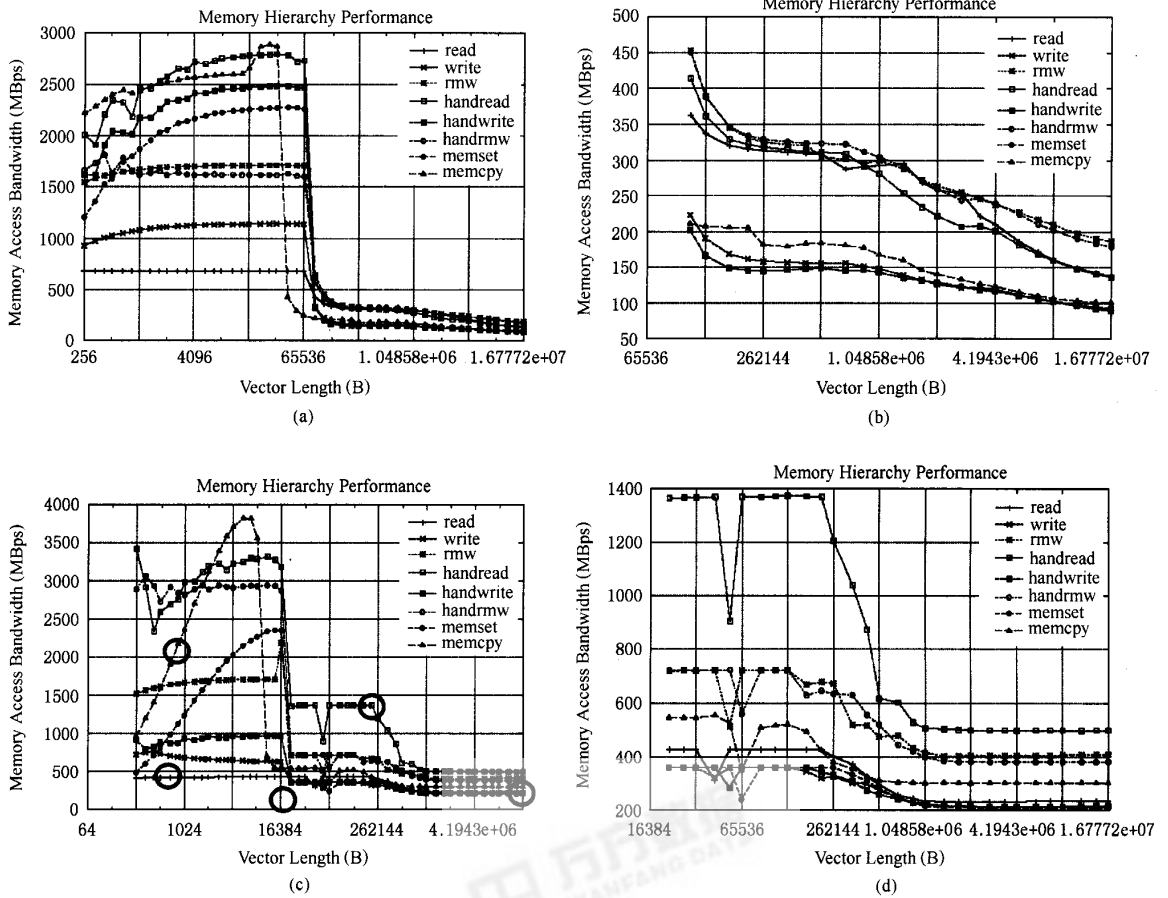 Memory Hierarchy Performance
Memory Access Bandwidth (MBps)
3000
2500
2000
1500
1000
500
0
read
write
rmw
handread
handwrite
handrmw
memset
memcpy
256 4096 65536 1.04858e+06 1.67772e+07
Vector Length (B)
(a)
Memory Hierarchy Performance
Memory Access Bandwidth (MBps)
500
450
400
350
300
250
200
150
100
50
read
write
rmw
handread
handwrite
handrmw
memset
memcpy
65536 262144 1.04858e+06 4.1943e+06 1.67772e+07
Vector Length (B)
(b)
Memory Hierarchy Performance
Memory Access Bandwidth (MBps)
4000
3500
3000
2500
2000
1500
1000
500
0
read
write
rmw
handread
handwrite
handrmw
memset
memcpy
64 1024 16384 262144 4.1943e+06
Vector Length (B)
(c)
Memory Hierarchy Performance
Memory Access Bandwidth (MBps)
1400
1200
1000
800
600
400
200
read
write
rmw
handread
handwrite
handrmw
memset
memcpy
16384 65536 262144 1.04858e+06 4.1943e+06 1.67772e+07
Vector Length (B)
(d)
万方数据